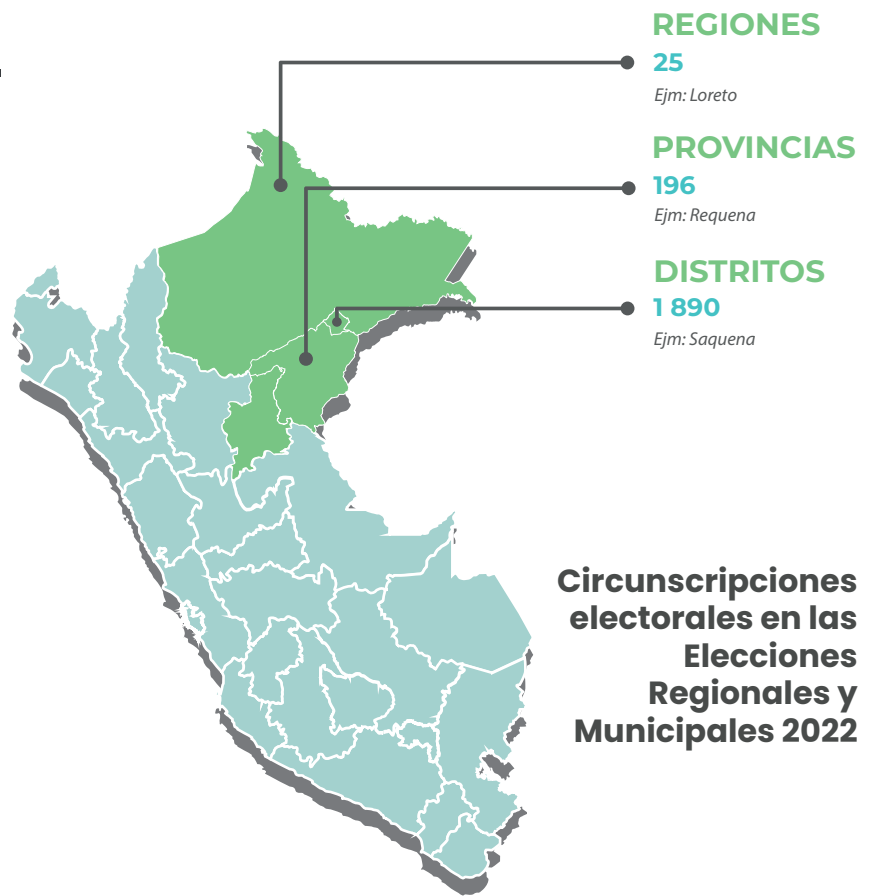 REGIONES
25
Ejm: Loreto
PROVINCIAS
196
Ejm: Requena
DISTRITOS
1 890
Ejm: Saquena
Circunscripciones
electorales en las
Elecciones
Regionales y
Municipales 2022